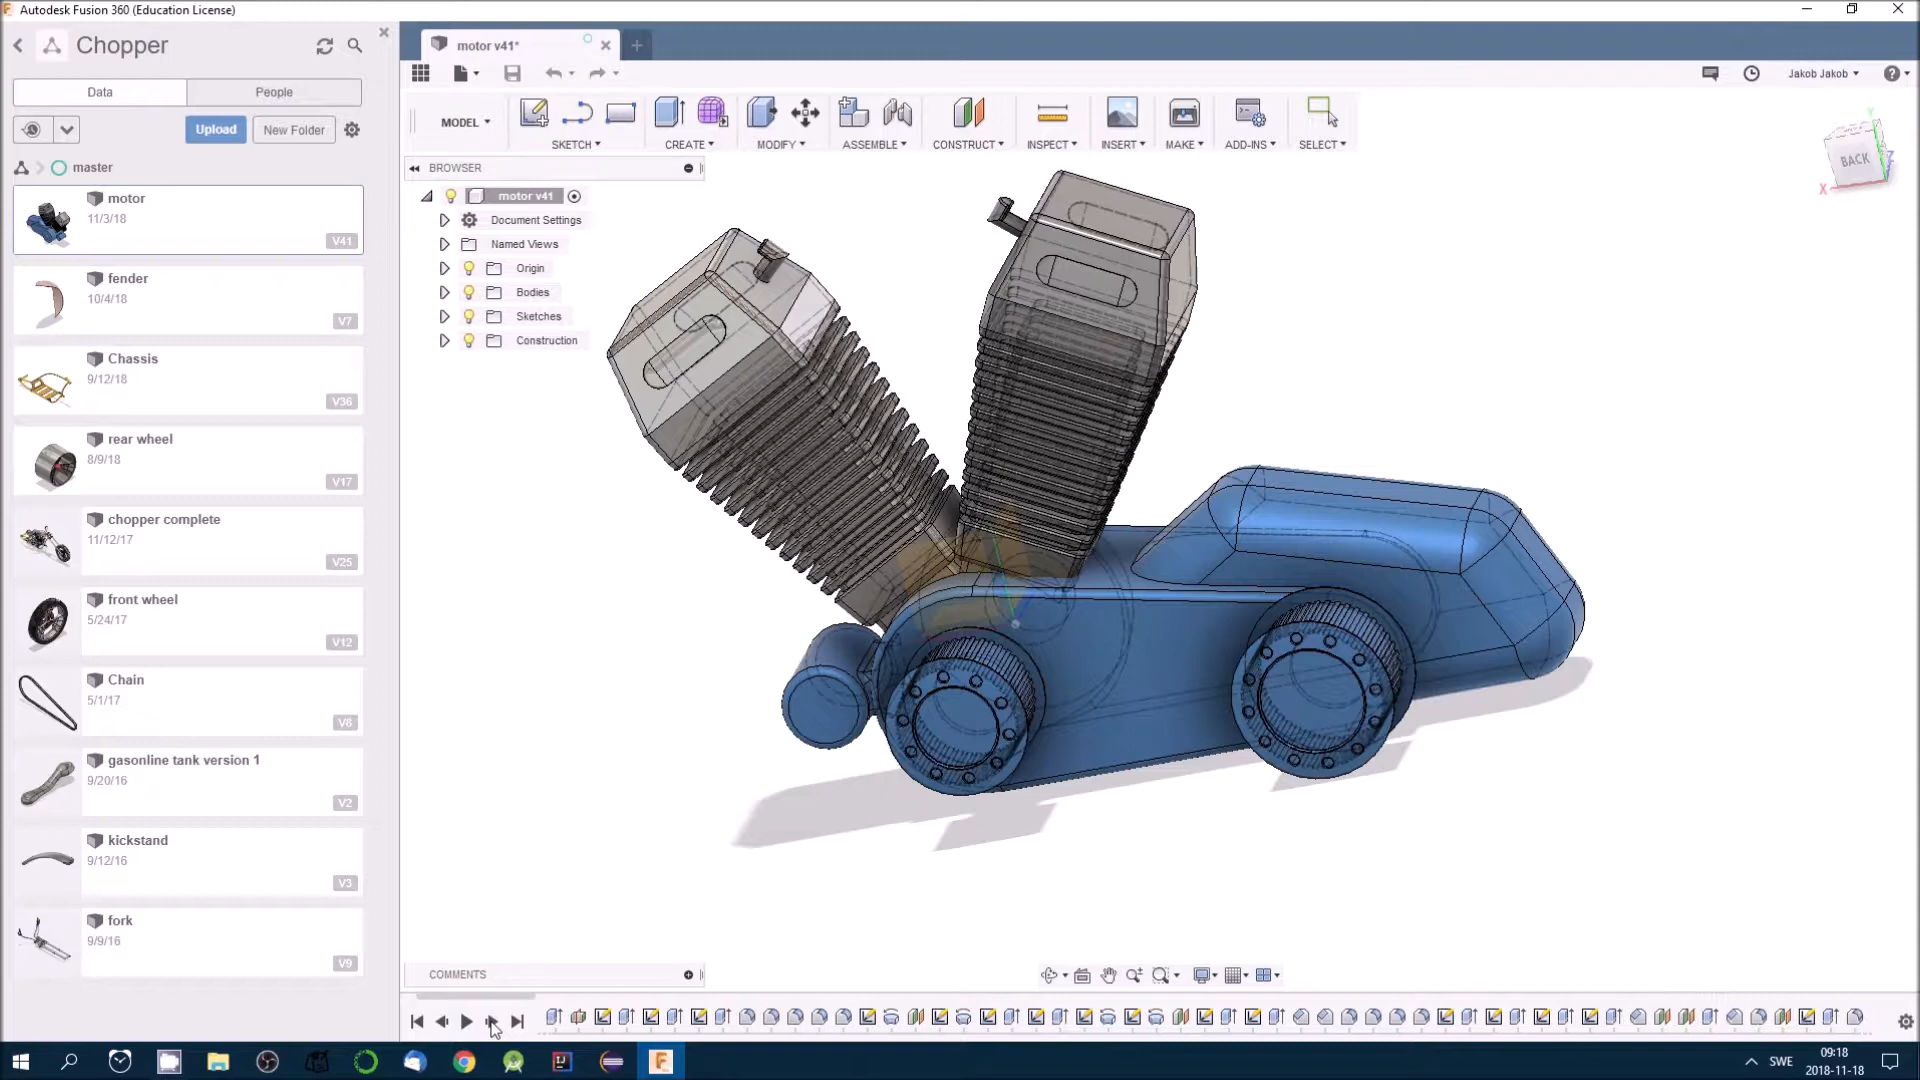 Autodesk Fusion 360 (Education License)
Chopper
motor v41*
Data
People
Jakob Jakob
MODEL
SKETCH
CREATE
MODIFY
ASSEMBLE
CONSTRUCT
INSPECT
INSERT
MAKE
ADD-INS
SELECT
Upload
New Folder
master
BROWSER
motor v41
Document Settings
Named Views
Origin
Bodies
Sketches
Construction
BACK
X
Y
Z
motor
11/3/18
V41
fender
10/4/18
V7
Chassis
9/12/18
V36
rear wheel
8/9/18
V17
chopper complete
11/12/17
V25
front wheel
5/24/17
V12
Chain
5/1/17
V8
gasonline tank version 1
9/20/16
V2
kickstand
9/12/16
V3
fork
9/9/16
V9
COMMENTS
SWE
09:18
2018-11-18